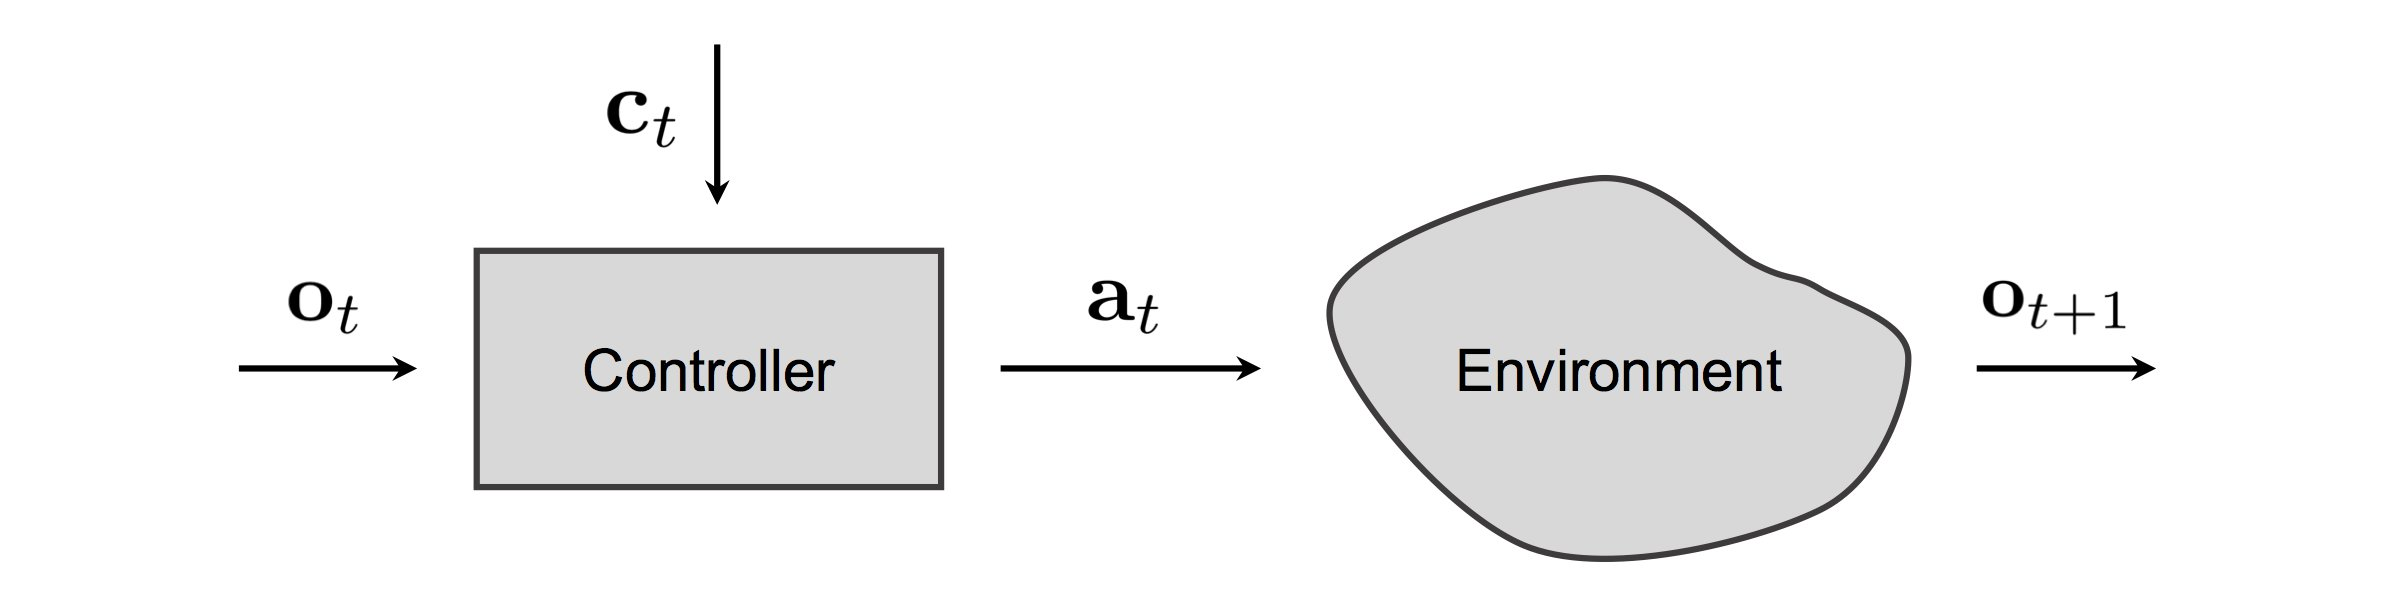 c_t
o_t
a_t
o_{t+1}
Controller
Environment